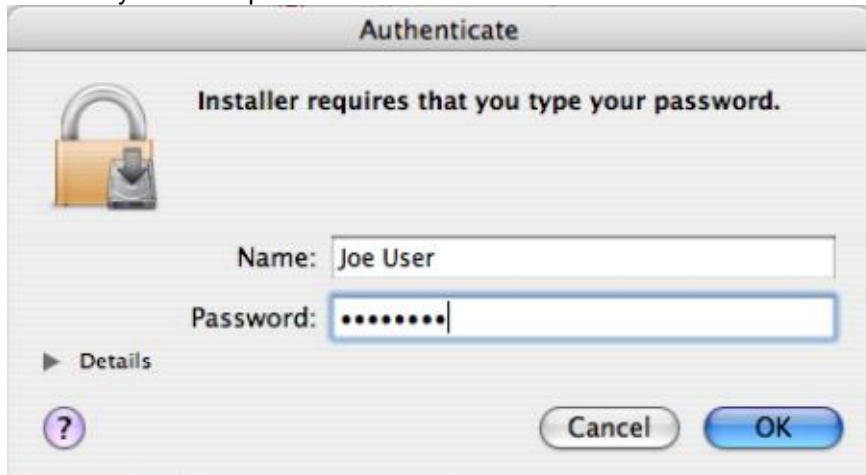 Authenticate
Installer requires that you type your password.
Name: Joe User
Password: ••••••••
Details
? Cancel OK